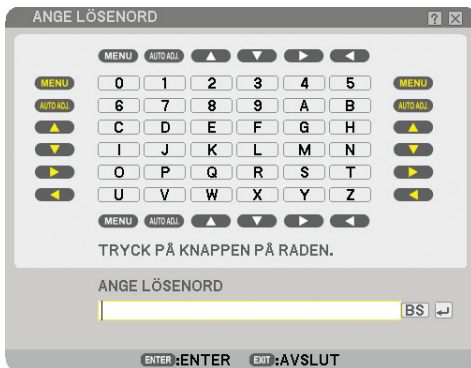 ANGE LÖSENORD ? X
MENU AUTO ADJ.
MENU 0 1 2 3 4 5 MENU
AUTO ADJ. 6 7 8 9 A B AUTO ADJ.
C D E F G H
I J K L M N
O P Q R S T
U V W X Y Z
MENU AUTO ADJ.
TRYCK PÅ KNAPPEN PÅ RADEN.
ANGE LÖSENORD
BS
ENTER :ENTER EXIT :AVSLUT